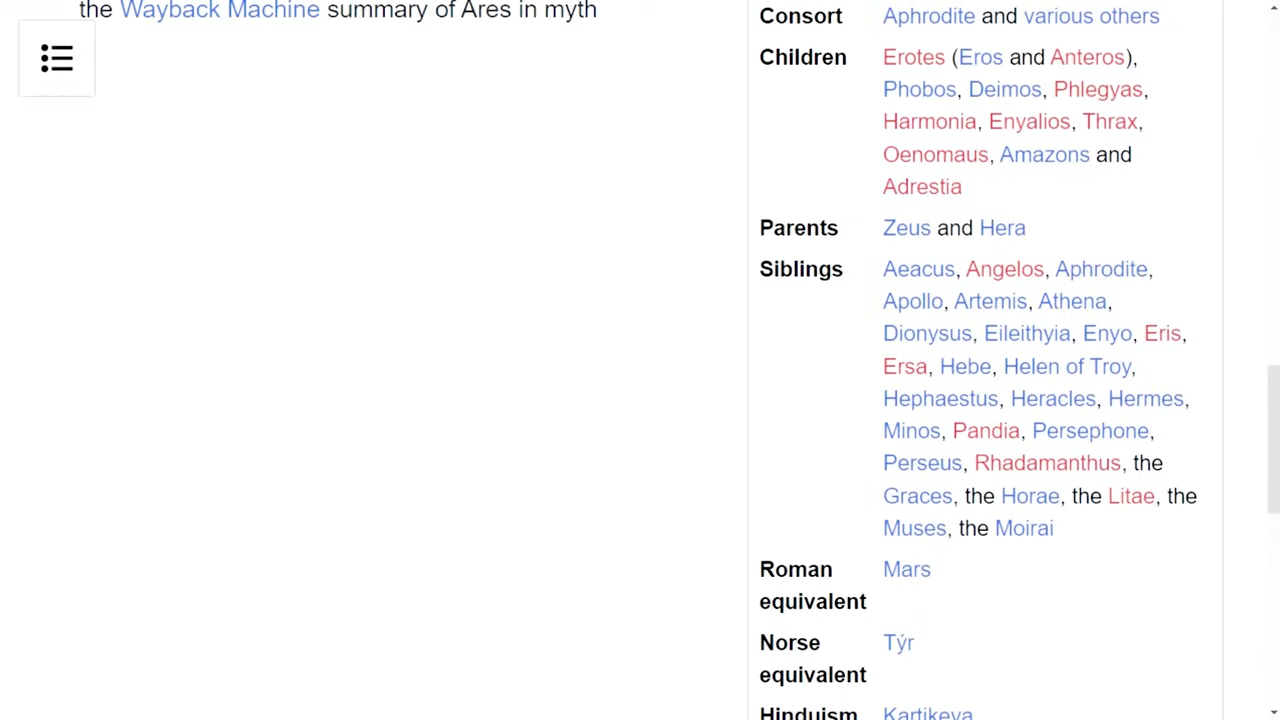 the Wayback Machine summary of Ares in myth
Consort Aphrodite and various others
Children Erotes (Eros and Anteros),
Phobos, Deimos, Phlegyas,
Harmonia, Enyalios, Thrax,
Oenomaus, Amazons and
Adrestia
Parents Zeus and Hera
Siblings Aeacus, Angelos, Aphrodite,
Apollo, Artemis, Athena,
Dionysus, Eileithyia, Enyo, Eris,
Ersa, Hebe, Helen of Troy,
Hephaestus, Heracles, Hermes,
Minos, Pandia, Persephone,
Perseus, Rhadamanthus, the
Graces, the Horae, the Litae, the
Muses, the Moirai
Roman Mars
equivalent
Norse Týr
equivalent
Hinduism Kartikeya